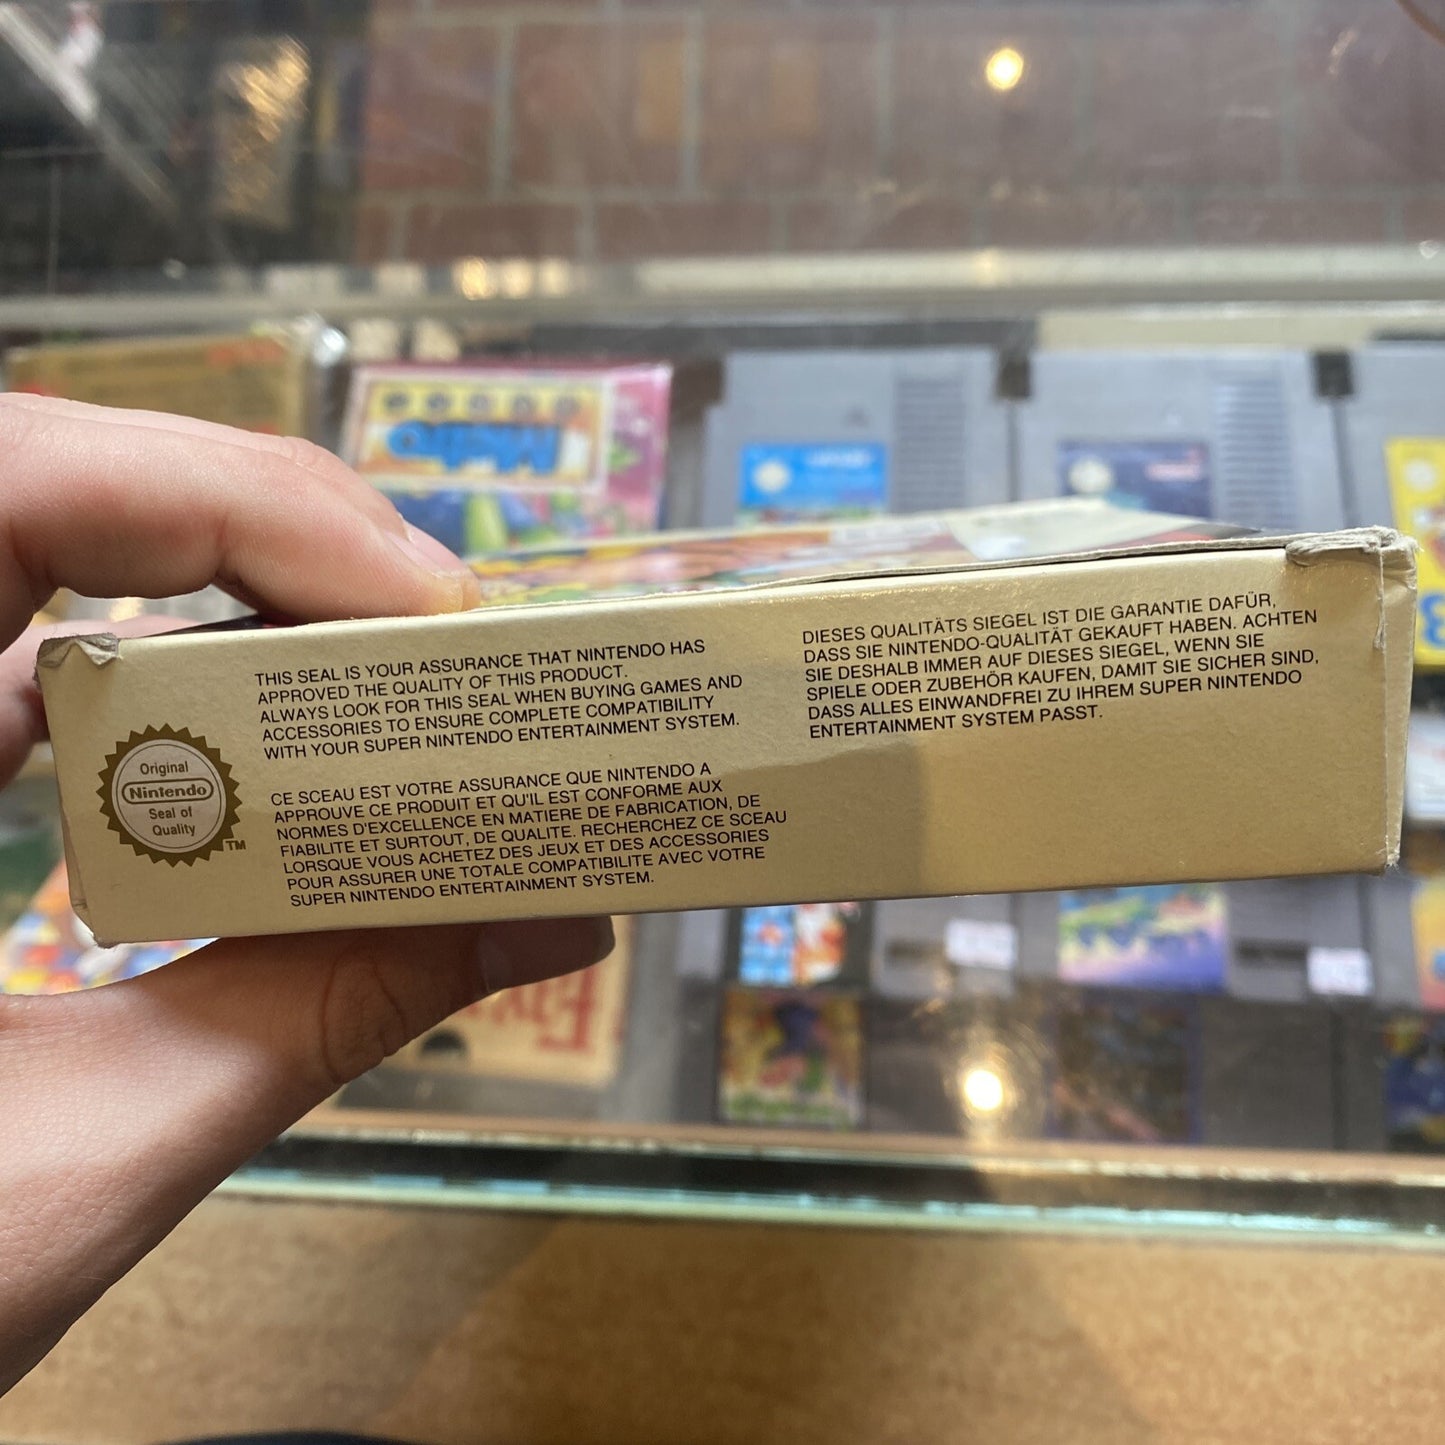 Original
Nintendo
Seal of
Quality
TM
THIS SEAL IS YOUR ASSURANCE THAT NINTENDO HAS
APPROVED THE QUALITY OF THIS PRODUCT.
ALWAYS LOOK FOR THIS SEAL WHEN BUYING GAMES AND
ACCESSORIES TO ENSURE COMPLETE COMPATIBILITY
WITH YOUR SUPER NINTENDO ENTERTAINMENT SYSTEM.
CE SCEAU EST VOTRE ASSURANCE QUE NINTENDO A
APPROUVE CE PRODUIT ET QU'IL EST CONFORME AUX
NORMES D'EXCELLENCE EN MATIERE DE FABRICATION, DE
FIABILITE ET SURTOUT, DE QUALITE. RECHERCHEZ CE SCEAU
LORSQUE VOUS ACHETEZ DES JEUX ET DES ACCESSORIES
POUR ASSURER UNE TOTALE COMPATIBILITE AVEC VOTRE
SUPER NINTENDO ENTERTAINMENT SYSTEM.
DIESES QUALITÄTS SIEGEL IST DIE GARANTIE DAFÜR,
DASS SIE NINTENDO-QUALITÄT GEKAUFT HABEN. ACHTEN
SIE DESHALB IMMER AUF DIESES SIEGEL, WENN SIE
SPIELE ODER ZUBEHÖR KAUFEN, DAMIT SIE SICHER SIND,
DASS ALLES EINWANDFREI ZU IHREM SUPER NINTENDO
ENTERTAINMENT SYSTEM PASST.